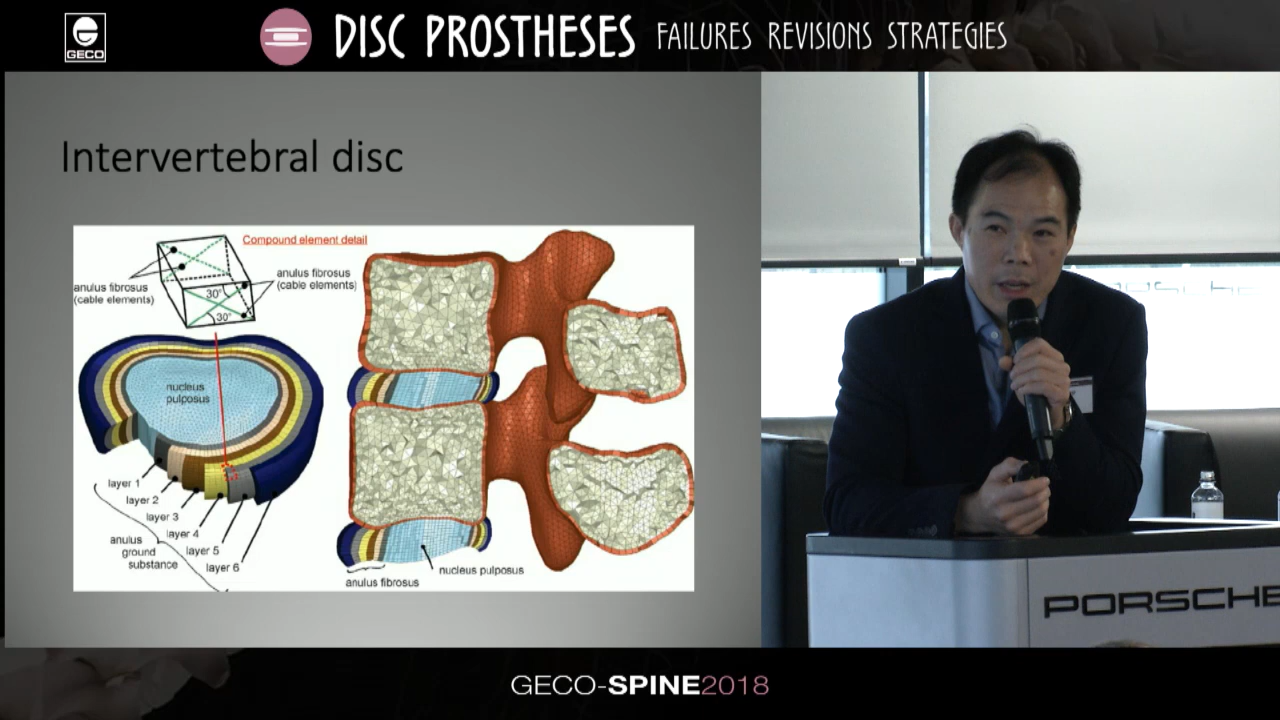 GECO
DISC PROSTHESES FAILURES REVISIONS STRATEGIES
Intervertebral disc
Compound element detail
anulus fibrosus
(cable elements)
anulus fibrosus
(cable elements)
30°
30°
nucleus
pulposus
layer 1
layer 2
layer 3
layer 4
layer 5
layer 6
anulus
ground
substance
anulus fibrosus
nucleus pulposus
PORSCHE
GECO-SPINE2018